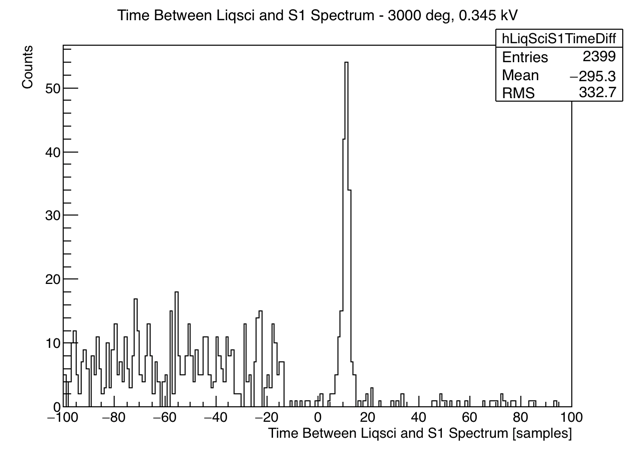 Time Between Liqsci and S1 Spectrum - 3000 deg, 0.345 kV
hLiqSciS1TimeDiff
Entries 2399
Mean −295.3
RMS 332.7
Counts
50
40
30
20
10
0
−100 −80 −60 −40 −20 0 20 40 60 80 100
Time Between Liqsci and S1 Spectrum [samples]